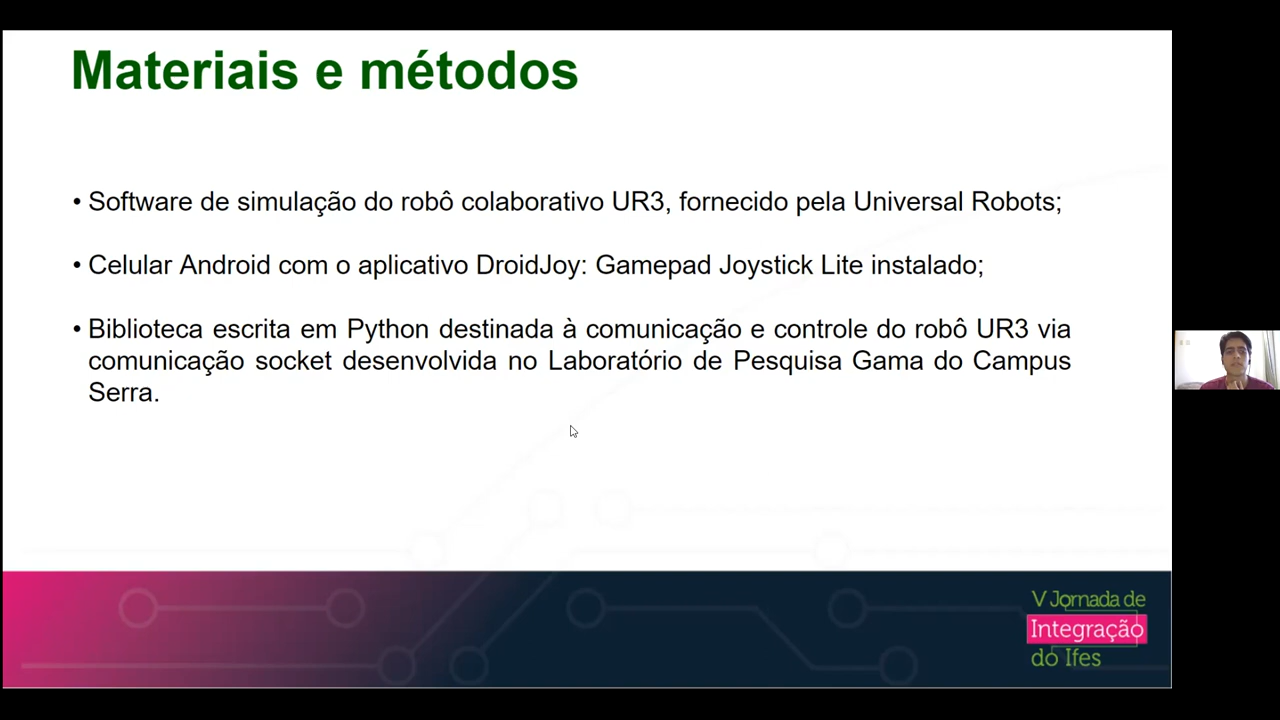 Materiais e métodos
• Software de simulação do robô colaborativo UR3, fornecido pela Universal Robots;
• Celular Android com o aplicativo DroidJoy: Gamepad Joystick Lite instalado;
• Biblioteca escrita em Python destinada à comunicação e controle do robô UR3 via
comunicação socket desenvolvida no Laboratório de Pesquisa Gama do Campus
Serra.
V Jornada de
Integração
do Ifes